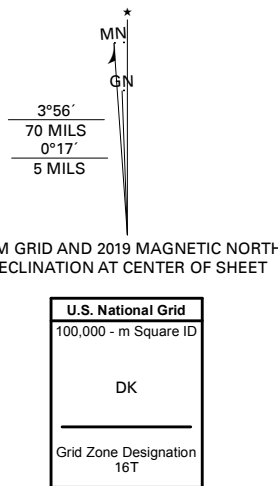 ★
MN
GN
3°56´
70 MILS
0°17´
5 MILS
M GRID AND 2019 MAGNETIC NORTH
ECLINATION AT CENTER OF SHEET
U.S. National Grid
100,000 - m Square ID
DK
Grid Zone Designation
16T